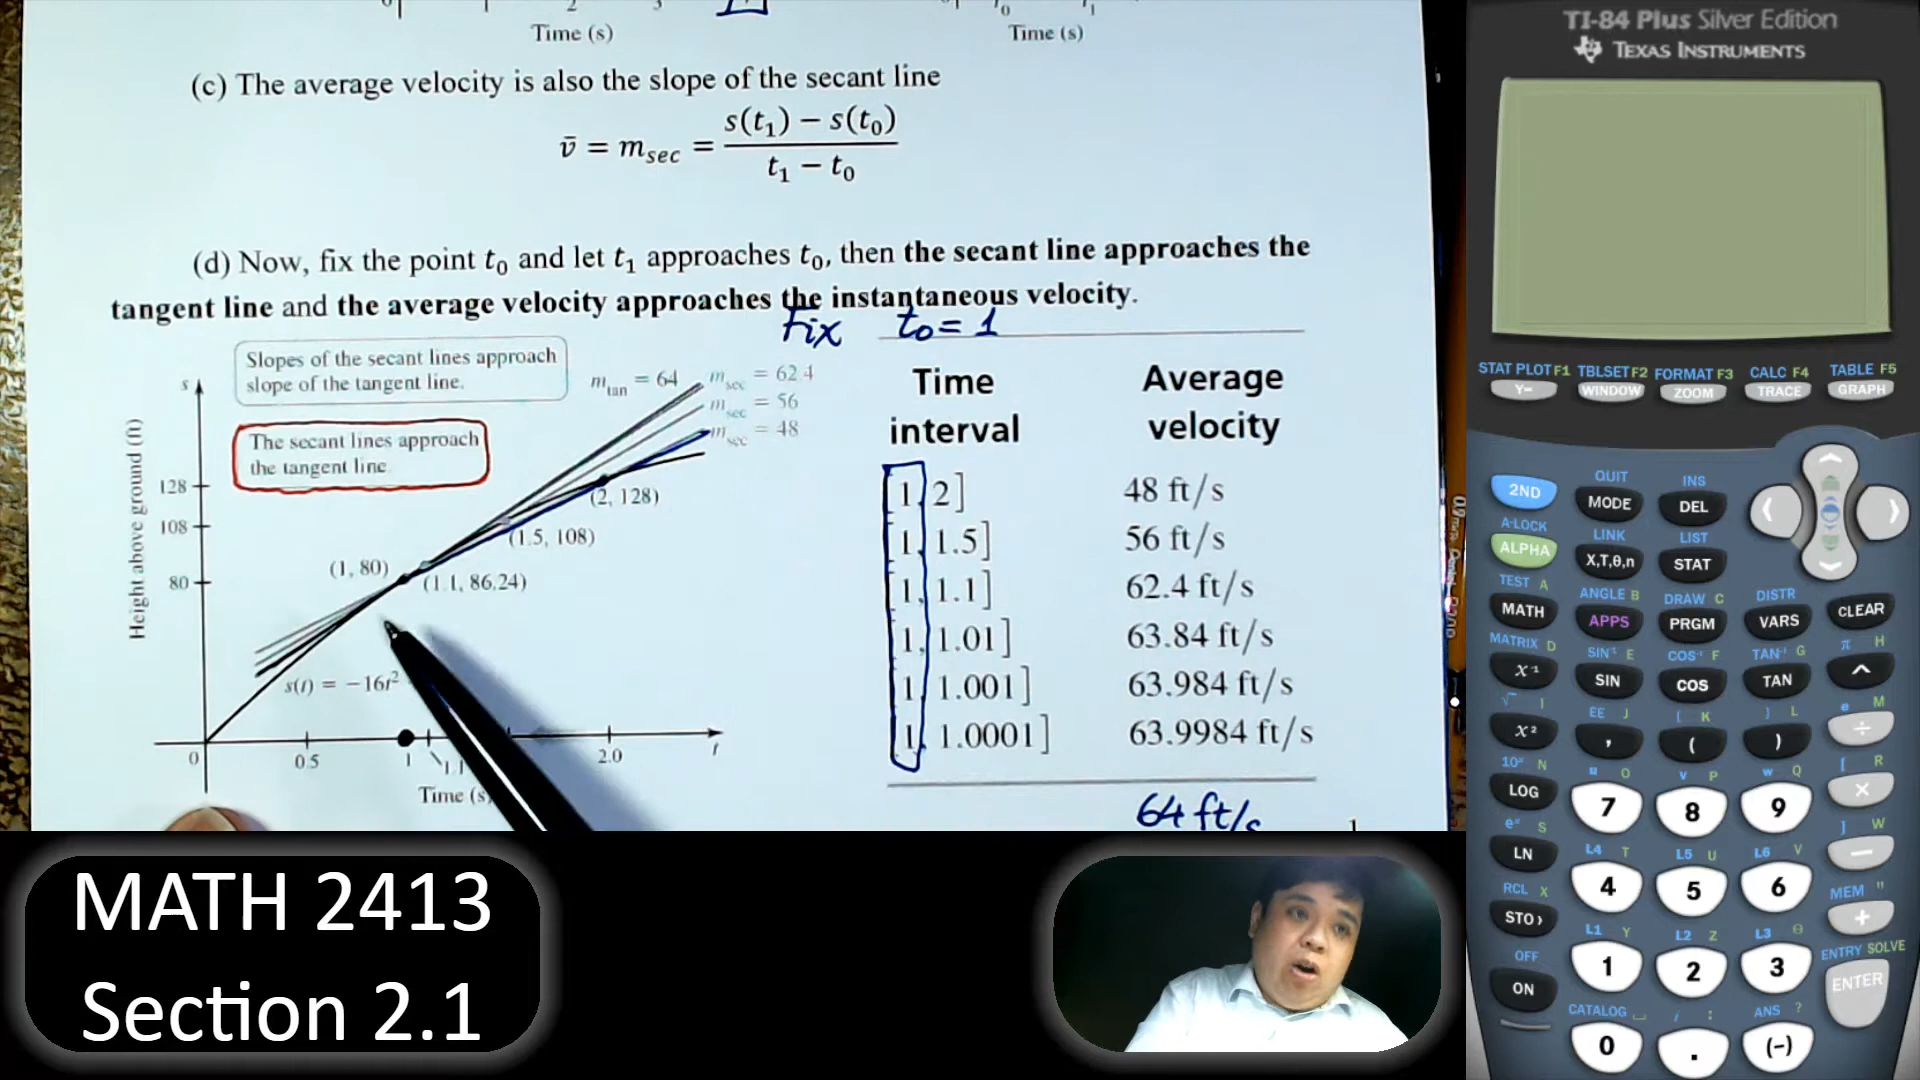 Time (s)
Time (s)
(c) The average velocity is also the slope of the secant line
v̄ = m_sec = (s(t₁) − s(t₀)) / (t₁ − t₀)
(d) Now, fix the point t₀ and let t₁ approaches t₀, then the secant line approaches the
tangent line and the average velocity approaches the instantaneous velocity.
Fix t₀ = 1
Slopes of the secant lines approach
slope of the tangent line.
The secant lines approach
the tangent line.
m_tan = 64
m_sec = 62.4
m_sec = 56
m_sec = 48
s
Height above ground (ft)
128
108
80
(2, 128)
(1.5, 108)
(1, 80)
(1.1, 86.24)
s(t) = −16t²
0
0.5
1
1.1
2.0
t
Time (s
Time interval Average velocity
[1, 2] 48 ft/s
[1, 1.5] 56 ft/s
[1, 1.1] 62.4 ft/s
[1, 1.01] 63.84 ft/s
[1, 1.001] 63.984 ft/s
[1, 1.0001] 63.9984 ft/s
64 ft/s
MATH 2413
Section 2.1
TI-84 Plus Silver Edition
TEXAS INSTRUMENTS
STAT PLOT F1 TBLSET F2 FORMAT F3 CALC F4 TABLE F5
Y= WINDOW ZOOM TRACE GRAPH
QUIT INS
2ND MODE DEL
A-LOCK LINK LIST
ALPHA X,T,θ,n STAT
TEST A ANGLE B DRAW C DISTR
MATH APPS PRGM VARS CLEAR
MATRIX D SIN⁻¹ E COS⁻¹ F TAN⁻¹ G π H
X⁻¹ SIN COS TAN ^
√ I EE J { K } L e M
X² , ( ) ÷
10ˣ N u O v P w Q [ R
LOG 7 8 9 ×
eˣ S L4 T L5 U L6 V ] W
LN 4 5 6 −
RCL X L1 Y L2 Z L3 θ MEM "
STO› 1 2 3 +
OFF CATALOG i : ANS ? ENTRY SOLVE
ON 0 . (−) ENTER